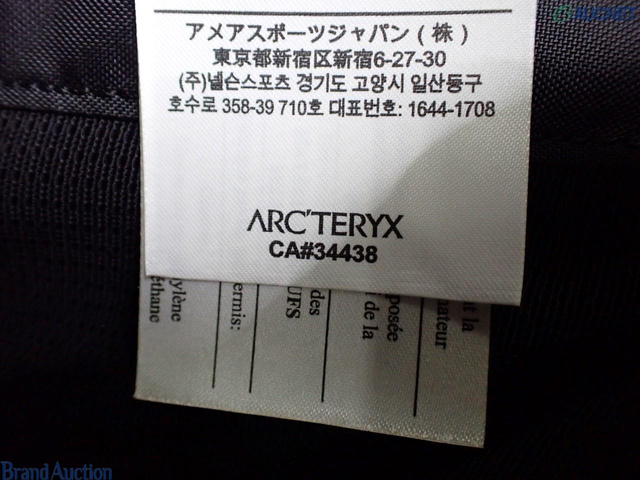 アメアスポーツジャパン(株)
東京都新宿区新宿6-27-30
(주)넬슨스포츠 경기도 고양시 일산동구
호수로 358-39 710호 대표번호: 1644-1708
ARC'TERYX
CA#34438
ylène
éthane
ermis:
des
UFS
posée
de la
la
nateur
Brand Auction